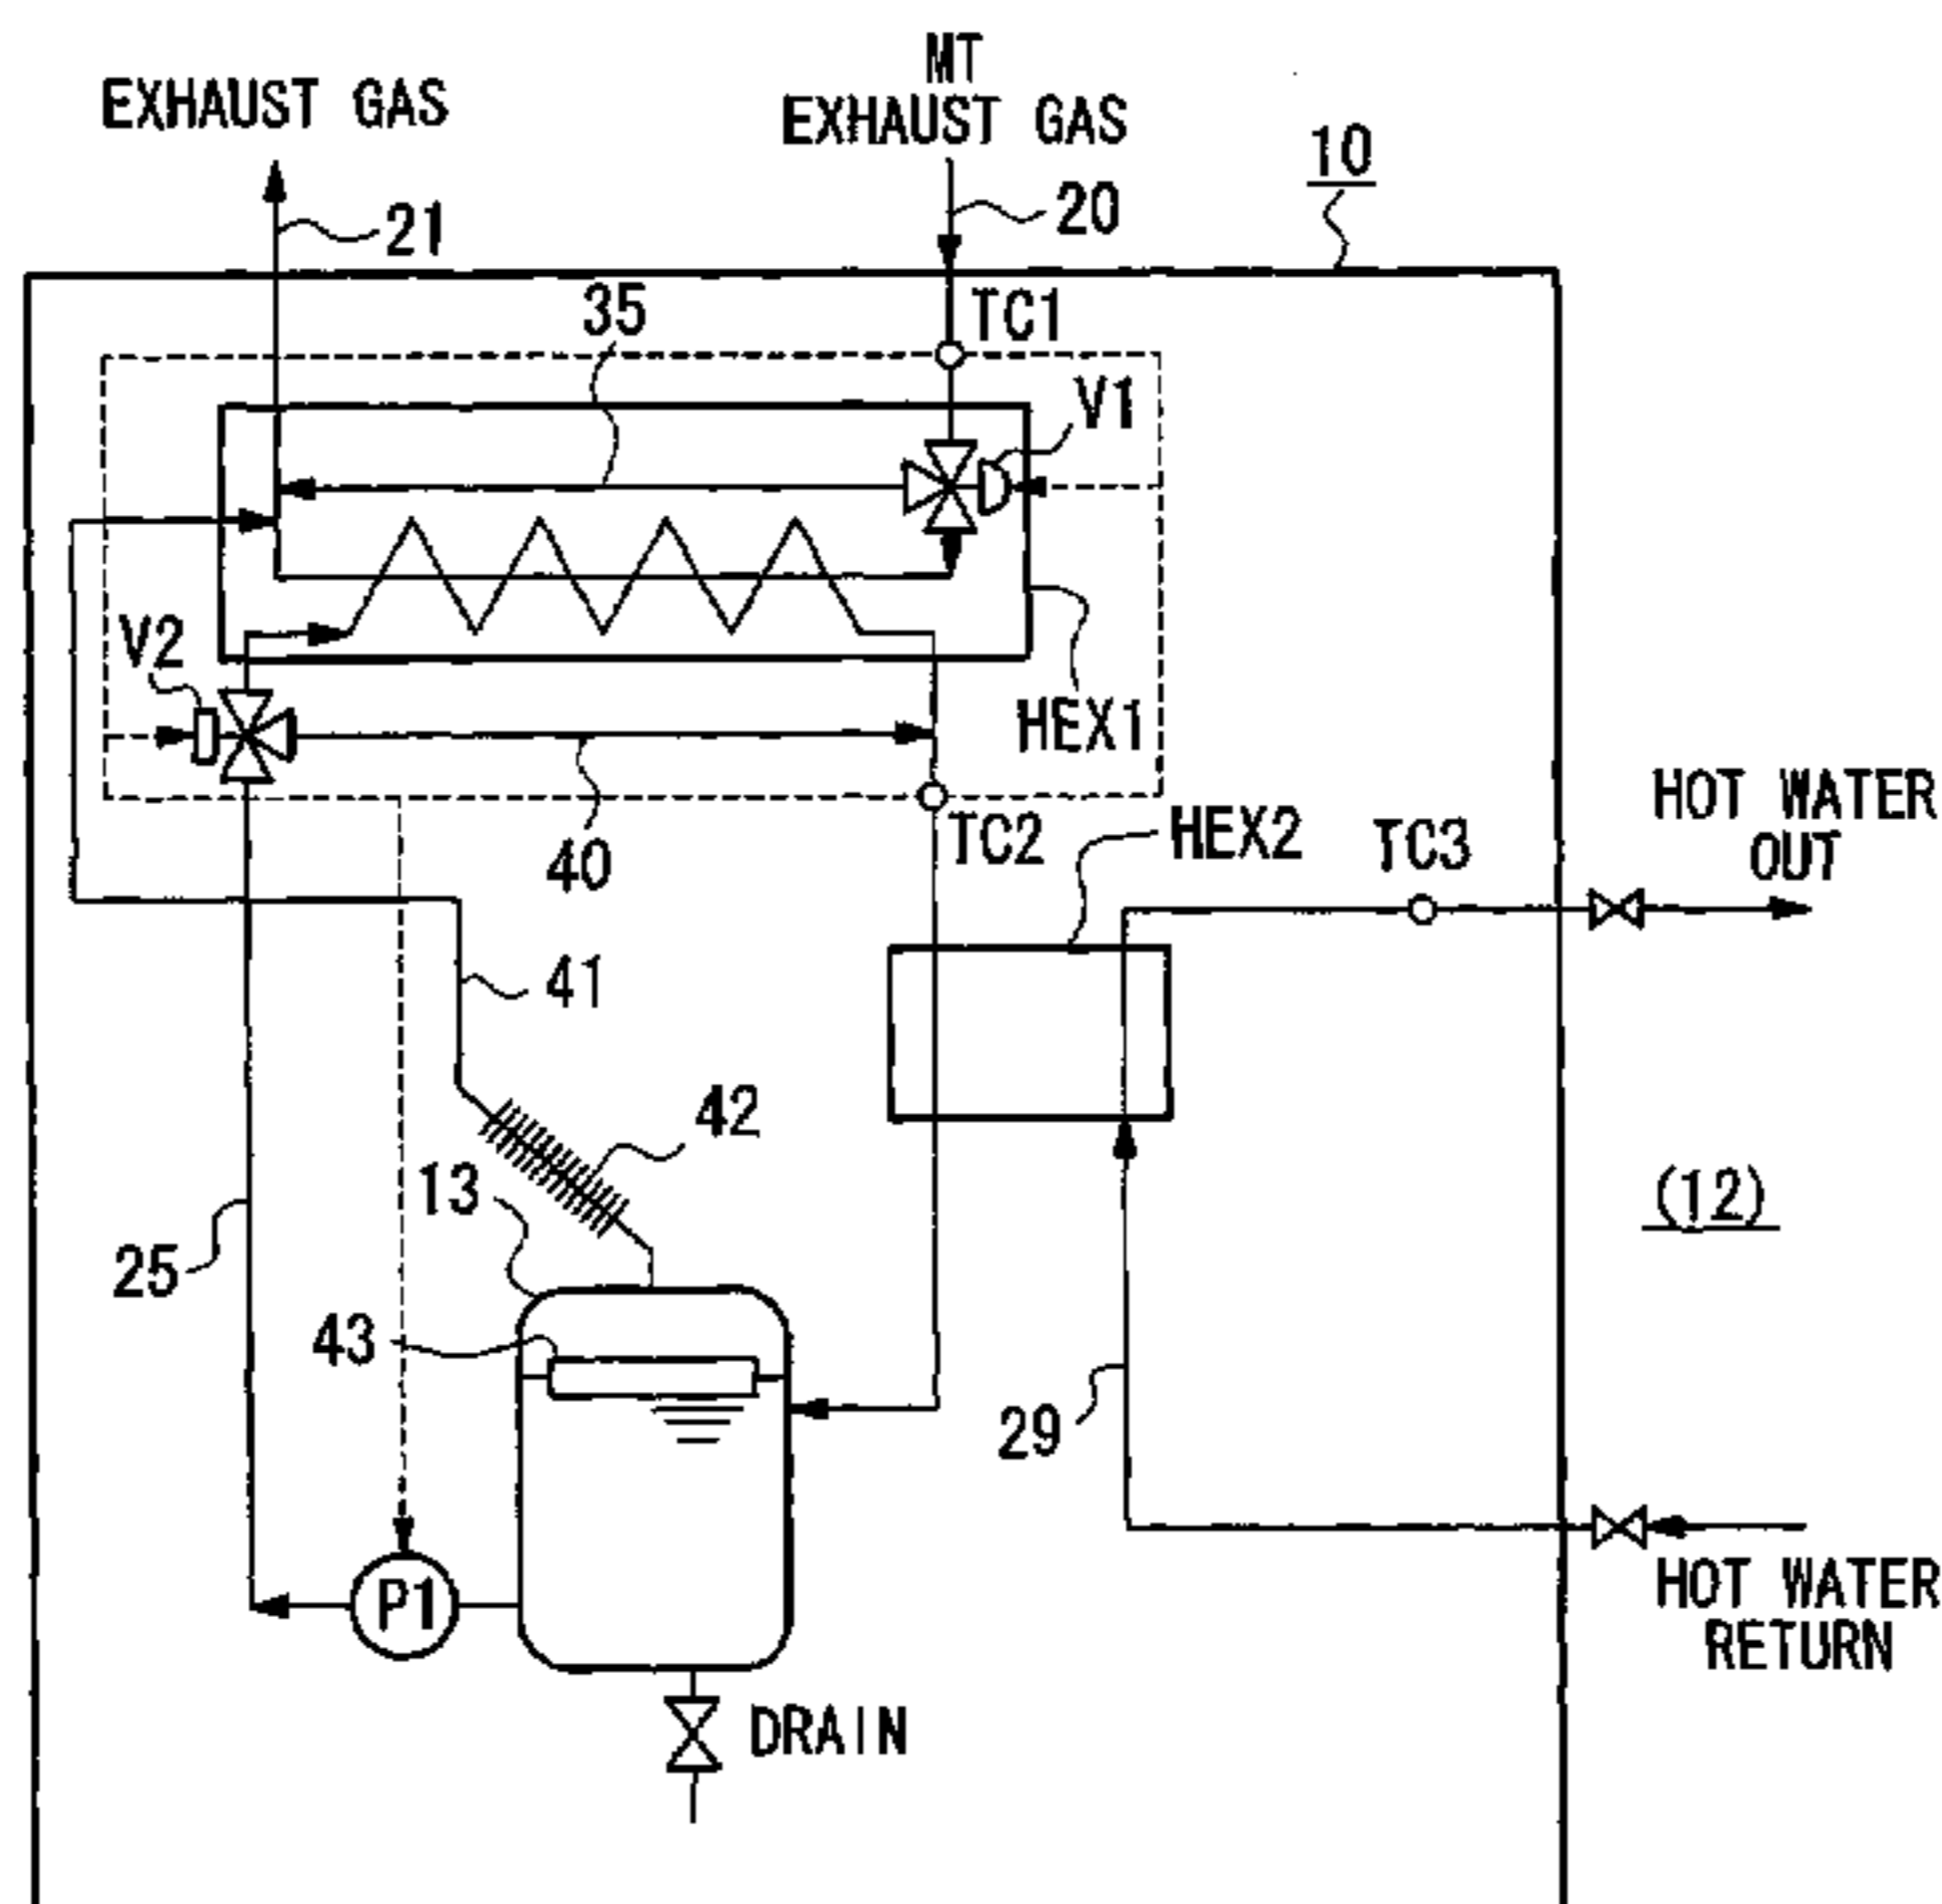 MT
EXHAUST GAS
EXHAUST GAS
10
21
20
35
TC1
V1
V2
HEX1
40
TC2
HEX2
TC3
HOT WATER
OUT
41
42
13
25
43
(12)
29
P1
HOT WATER
RETURN
DRAIN